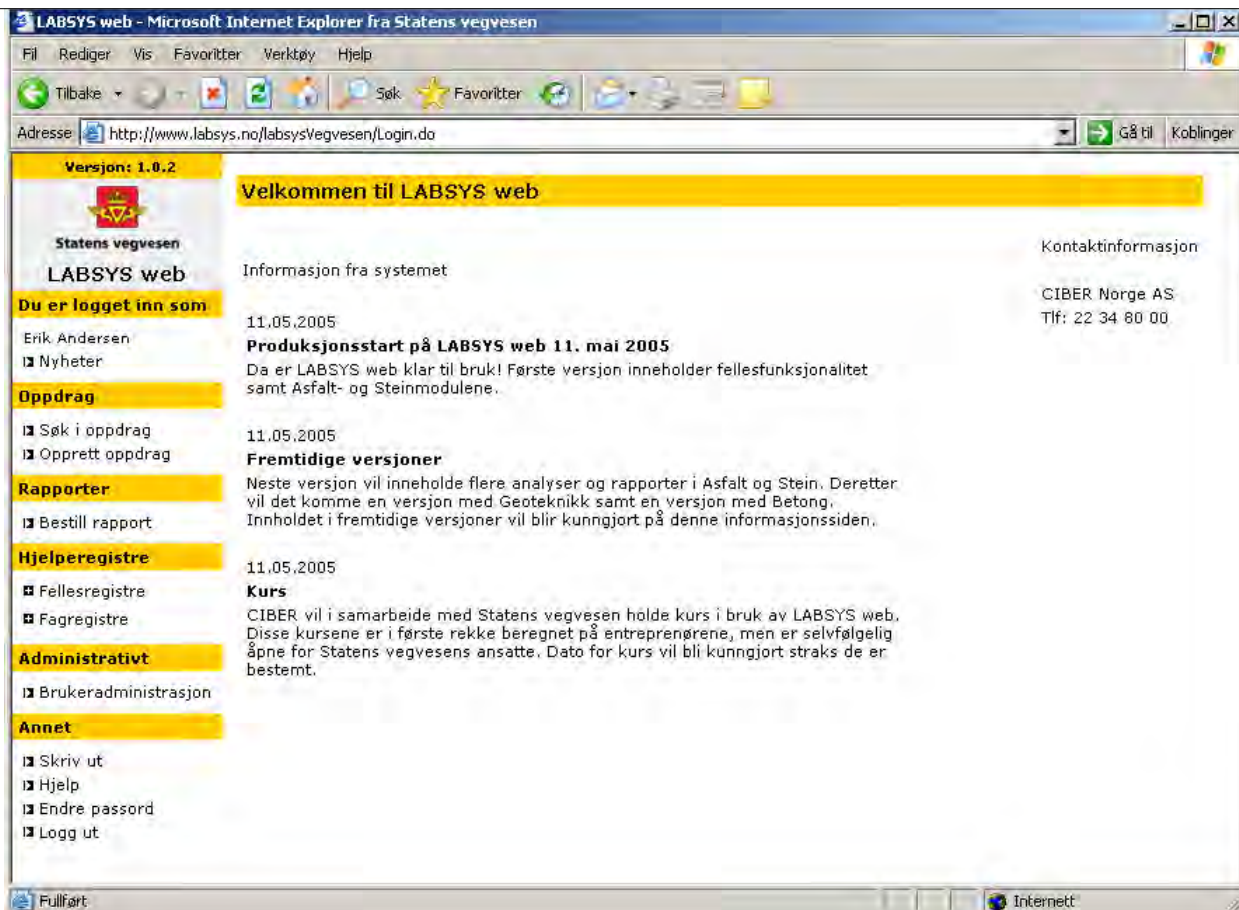 LABSYS web - Microsoft Internet Explorer fra Statens vegvesen
Fil Rediger Vis Favoritter Verktøy Hjelp
Tilbake Søk Favoritter
Adresse http://www.labsys.no/labsysVegvesen/Login.do Gå til Koblinger
Versjon: 1.0.2
Statens vegvesen
LABSYS web
Du er logget inn som
Erik Andersen
Nyheter
Oppdrag
Søk i oppdrag
Opprett oppdrag
Rapporter
Bestill rapport
Hjelperegistre
Fellesregistre
Fagregistre
Administrativt
Brukeradministrasjon
Annet
Skriv ut
Hjelp
Endre passord
Logg ut
Velkommen til LABSYS web
Informasjon fra systemet
11.05.2005
Produksjonsstart på LABSYS web 11. mai 2005
Da er LABSYS web klar til bruk! Første versjon inneholder fellesfunksjonalitet
samt Asfalt- og Steinmodulene.
11.05.2005
Fremtidige versjoner
Neste versjon vil inneholde flere analyser og rapporter i Asfalt og Stein. Deretter
vil det komme en versjon med Geoteknikk samt en versjon med Betong.
Innholdet i fremtidige versjoner vil blir kunngjort på denne informasjonssiden.
11.05.2005
Kurs
CIBER vil i samarbeide med Statens vegvesen holde kurs i bruk av LABSYS web.
Disse kursene er i første rekke beregnet på entreprenørene, men er selvfølgelig
åpne for Statens vegvesens ansatte. Dato for kurs vil bli kunngjort straks de er
bestemt.
Kontaktinformasjon
CIBER Norge AS
Tlf: 22 34 80 00
Fullført Internett